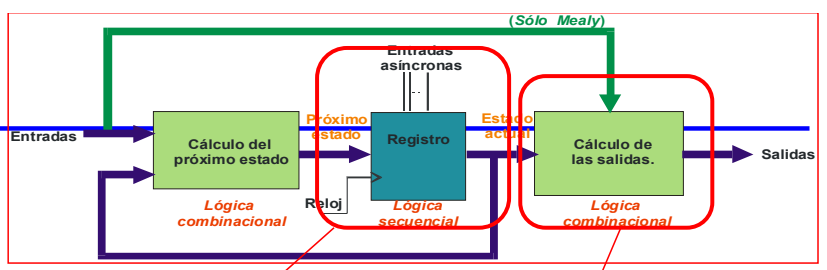 (Sólo Mealy)
Entradas
asíncronas
..
Entradas
Cálculo del
próximo estado
Próximo
estado
Registro
Estado
actual
Cálculo de
las salidas.
Salidas
Reloj
Lógica
combinacional
Lógica
secuencial
Lógica
combinacional